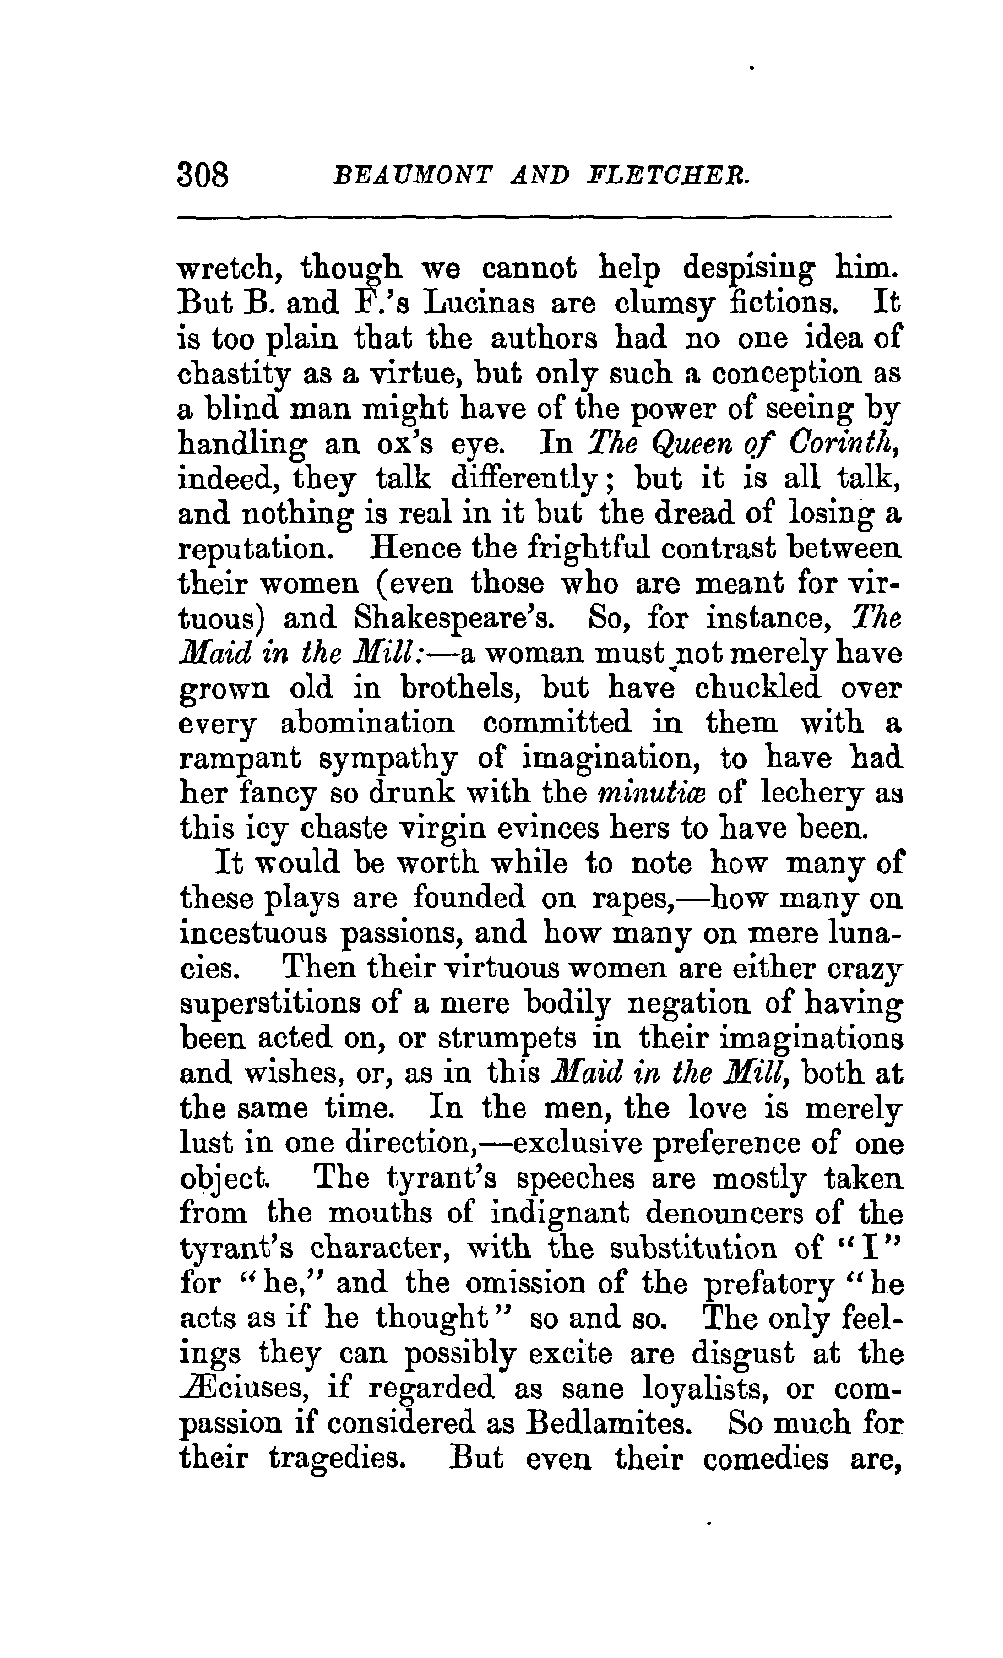 308 BEAUMONT AND FLETCHER.
wretch, though we cannot help despising him.
But B. and F.'s Lucinas are clumsy fictions. It
is too plain that the authors had no one idea of
chastity as a virtue, but only such a conception as
a blind man might have of the power of seeing by
handling an ox's eye. In The Queen of Corinth,
indeed, they talk differently; but it is all talk,
and nothing is real in it but the dread of losing a
reputation. Hence the frightful contrast between
their women (even those who are meant for vir-
tuous) and Shakespeare's. So, for instance, The
Maid in the Mill:—a woman must not merely have
grown old in brothels, but have chuckled over
every abomination committed in them with a
rampant sympathy of imagination, to have had
her fancy so drunk with the minutiæ of lechery as
this icy chaste virgin evinces hers to have been.
It would be worth while to note how many of
these plays are founded on rapes,—how many on
incestuous passions, and how many on mere luna-
cies. Then their virtuous women are either crazy
superstitions of a mere bodily negation of having
been acted on, or strumpets in their imaginations
and wishes, or, as in this Maid in the Mill, both at
the same time. In the men, the love is merely
lust in one direction,—exclusive preference of one
object. The tyrant's speeches are mostly taken
from the mouths of indignant denouncers of the
tyrant's character, with the substitution of "I"
for "he," and the omission of the prefatory "he
acts as if he thought" so and so. The only feel-
ings they can possibly excite are disgust at the
Æciuses, if regarded as sane loyalists, or com-
passion if considered as Bedlamites. So much for
their tragedies. But even their comedies are,